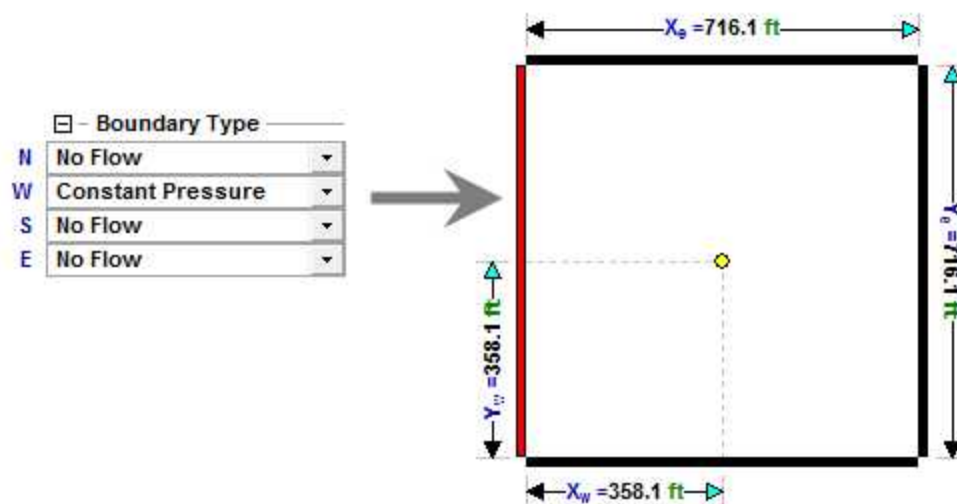 Boundary Type
N No Flow
W Constant Pressure
S No Flow
E No Flow
Xe =716.1 ft
Ye =716.1 ft
Yw =358.1 ft
Xw =358.1 ft